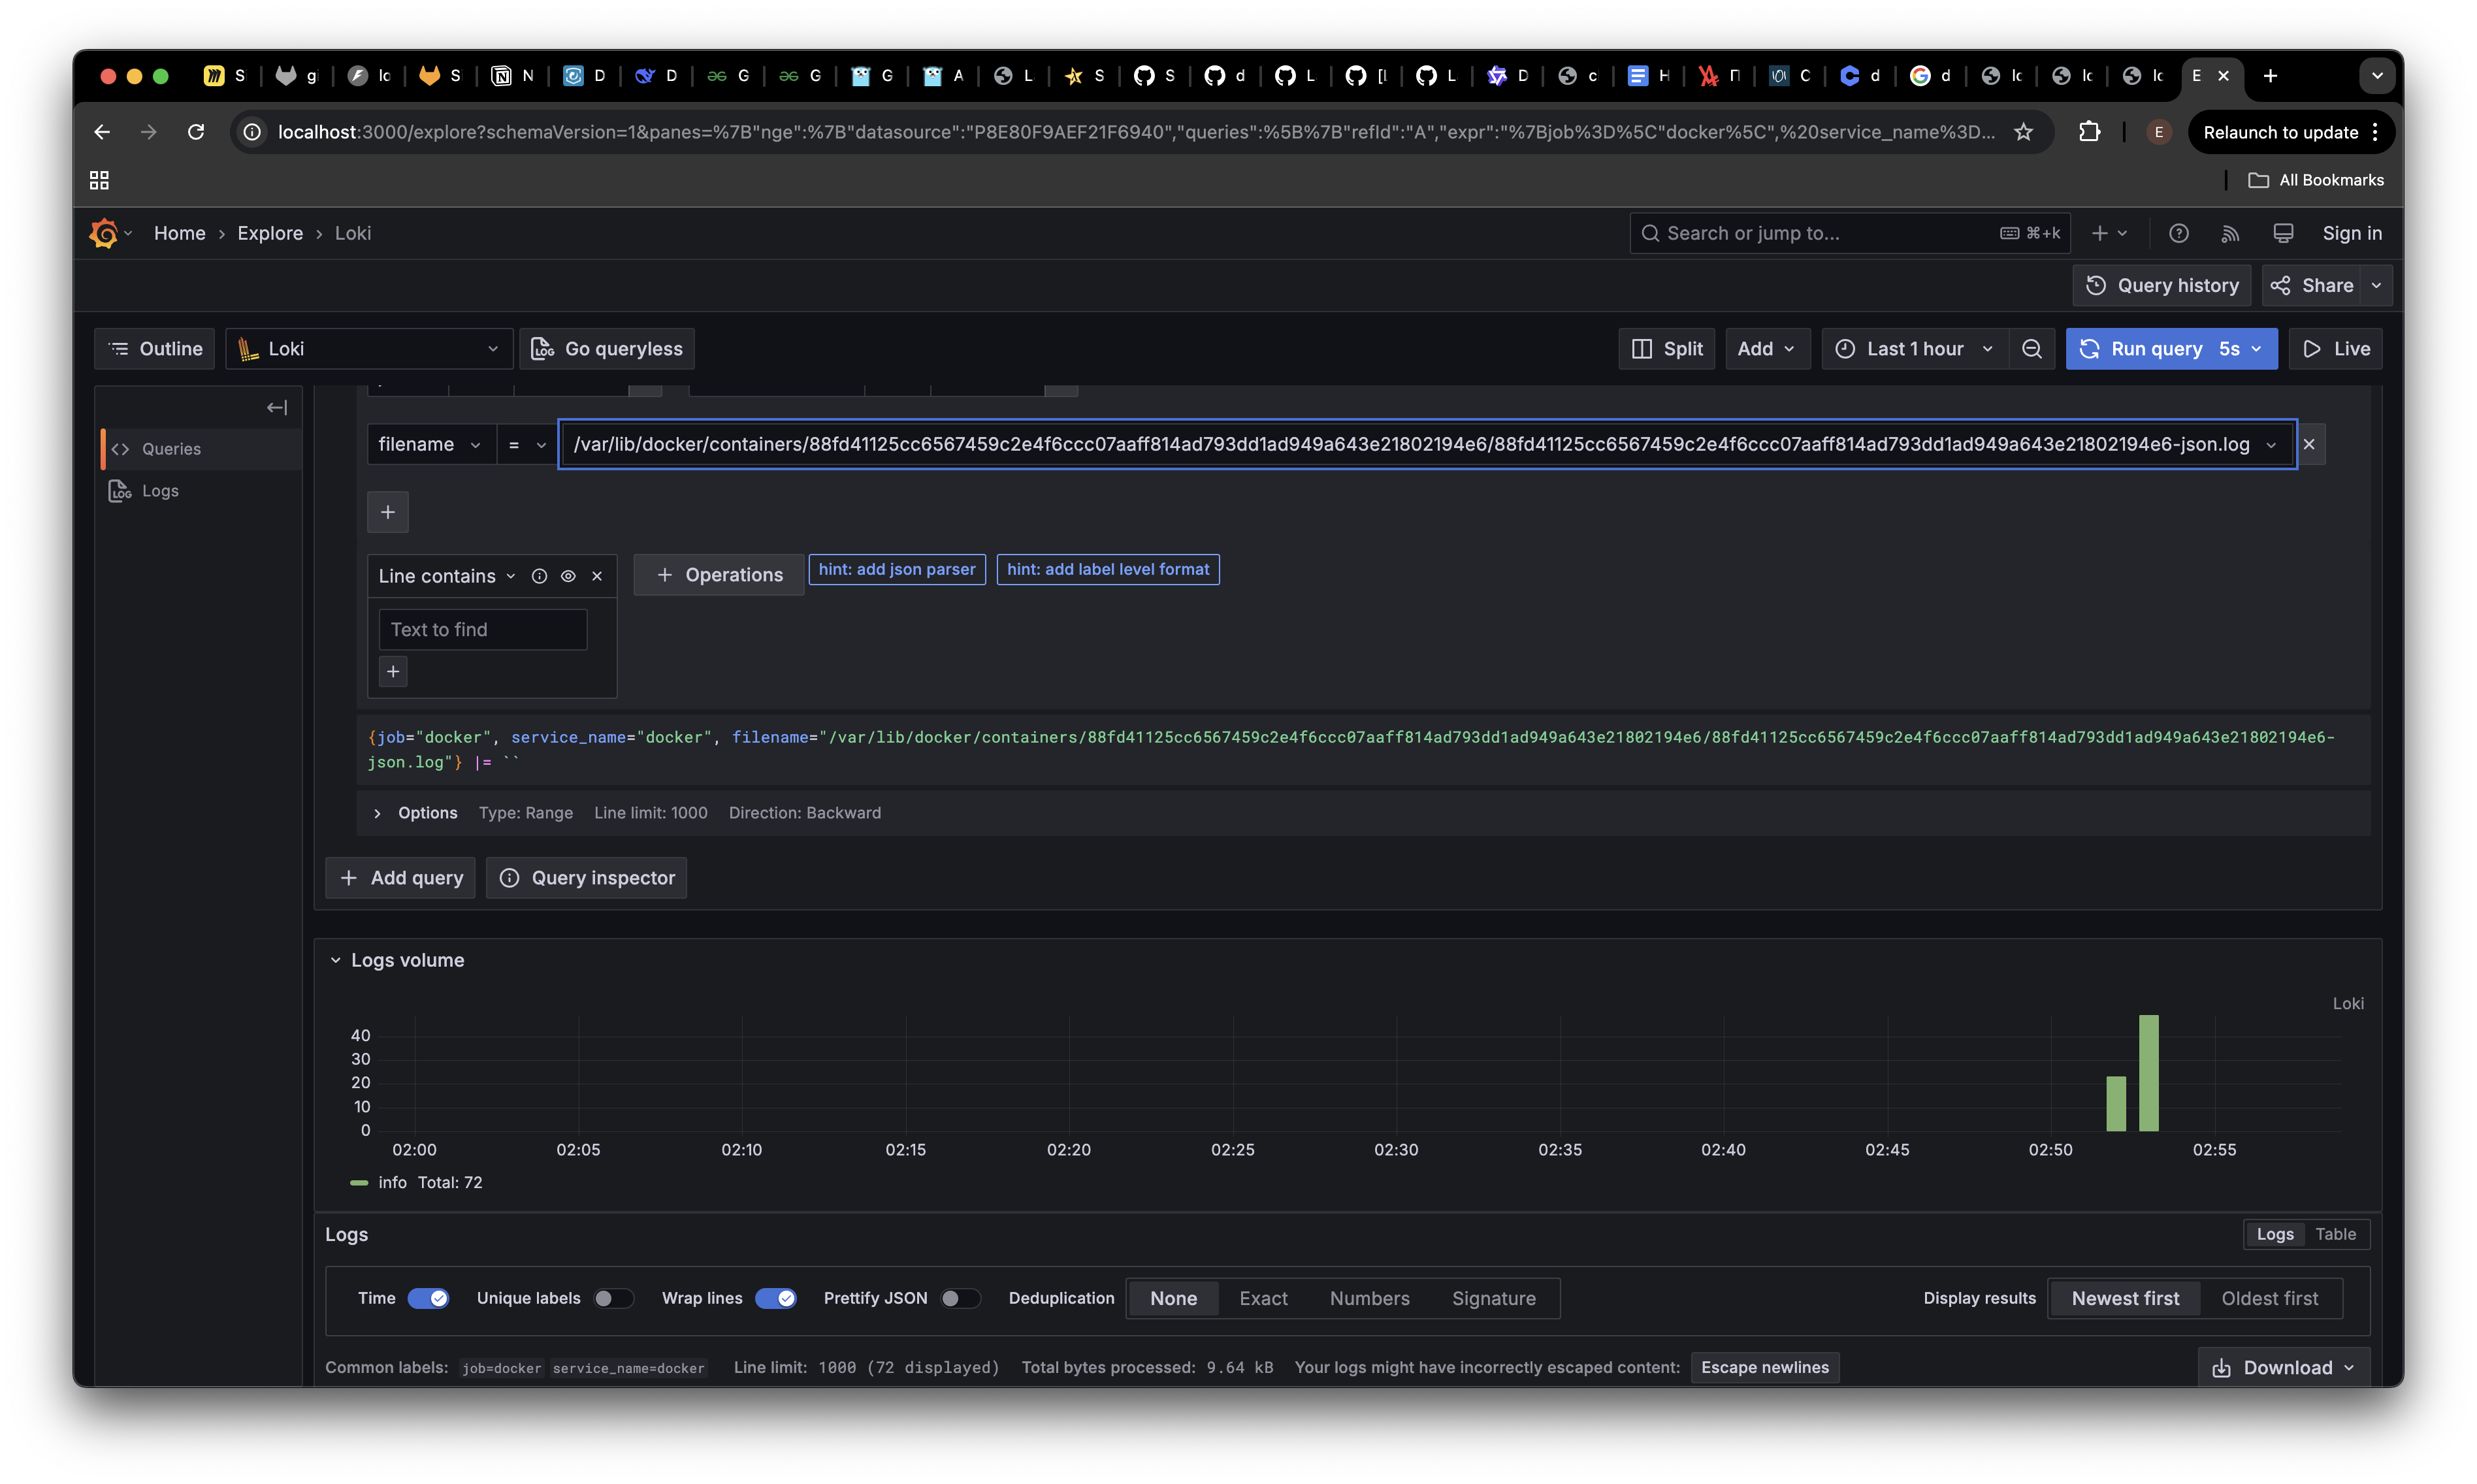 S g lo S N D D G G G A L S S d L [L L D c H П C d d lo lo lo E
localhost:3000/explore?schemaVersion=1&panes=%7B"nge":%7B"datasource":"P8E80F9AEF21F6940","queries":%5B%7B"refId":"A","expr":"%7Bjob%3D%5C"docker%5C",%20service_name%3D...
E
Relaunch to update
All Bookmarks
Home › Explore › Loki
Search or jump to...
⌘+k
Sign in
Query history
Share
Outline
Loki
Go queryless
Split
Add
Last 1 hour
Run query 5s
Live
Queries
Logs
filename = /var/lib/docker/containers/88fd41125cc6567459c2e4f6ccc07aaff814ad793dd1ad949a643e21802194e6/88fd41125cc6567459c2e4f6ccc07aaff814ad793dd1ad949a643e21802194e6-json.log
Line contains
+ Operations
hint: add json parser
hint: add label level format
Text to find
{job="docker", service_name="docker", filename="/var/lib/docker/containers/88fd41125cc6567459c2e4f6ccc07aaff814ad793dd1ad949a643e21802194e6/88fd41125cc6567459c2e4f6ccc07aaff814ad793dd1ad949a643e21802194e6-
json.log"} |= ``
Options Type: Range Line limit: 1000 Direction: Backward
+ Add query
Query inspector
Logs volume
Loki
40
30
20
10
0
02:00 02:05 02:10 02:15 02:20 02:25 02:30 02:35 02:40 02:45 02:50 02:55
info Total: 72
Logs
Logs Table
Time
Unique labels
Wrap lines
Prettify JSON
Deduplication
None Exact Numbers Signature
Display results
Newest first Oldest first
Common labels: job=docker service_name=docker Line limit: 1000 (72 displayed) Total bytes processed: 9.64 kB Your logs might have incorrectly escaped content: Escape newlines
Download